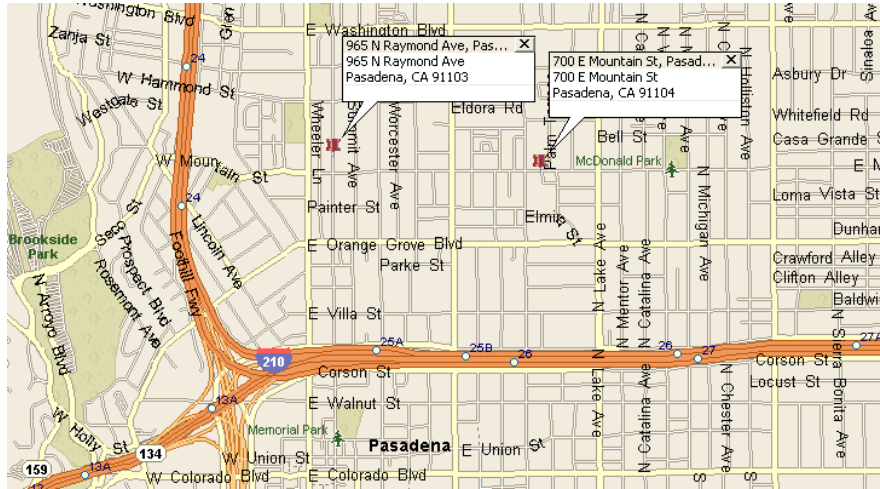 Washington Blvd
Zanja St
Glen
E Washington Blvd
965 N Raymond Ave, Pas...
965 N Raymond Ave
Pasadena, CA 91103
700 E Mountain St, Pasad...
700 E Mountain St
Pasadena, CA 91104
24
W Hammond St
Westgate St
Asbury Dr
Wheeler Ln
Summit Ave
Worcester Ave
Eldora Rd
N Holliston Ave
Whitefield Rd
Bell St
Casa Grande S
W Mountain St
McDonald Park
E M
Painter St
Elmira St
N Michigan Ave
Loma Vista St
24
Lincoln Ave
Brookside
Park
Prospect Blvd
Rosemont Ave
Foothill Fwy
E Orange Grove Blvd
Dunham
Parke St
Crawford Alley
Clifton Alley
N Lake Ave
N Mentor Ave
N Catalina Ave
Baldwi
N Arroyo Blvd
E Villa St
25A
25B
26
26
27
27A
210
Corson St
Corson St
Locust St
N Lake Ave
N Catalina Ave
N Chester Ave
N Sierra Bonita Ave
E Walnut St
13A
W Holly St
Memorial Park
Pasadena
E Union St
134
W Union St
159
13A
W Colorado Blvd
E Colorado Blvd